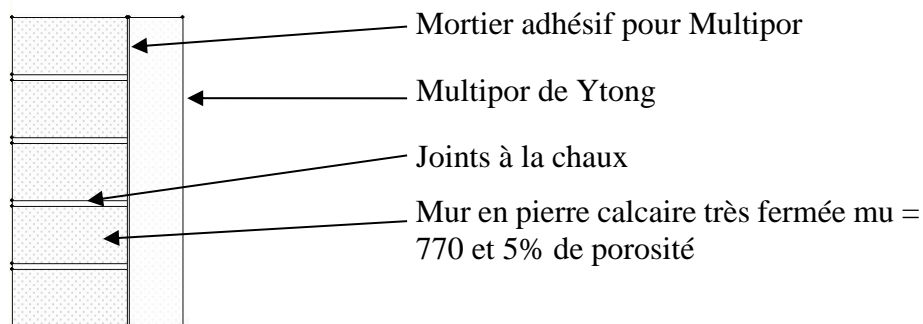 Mortier adhésif pour Multipor
Multipor de Ytong
Joints à la chaux
Mur en pierre calcaire très fermée mu =
770 et 5% de porosité